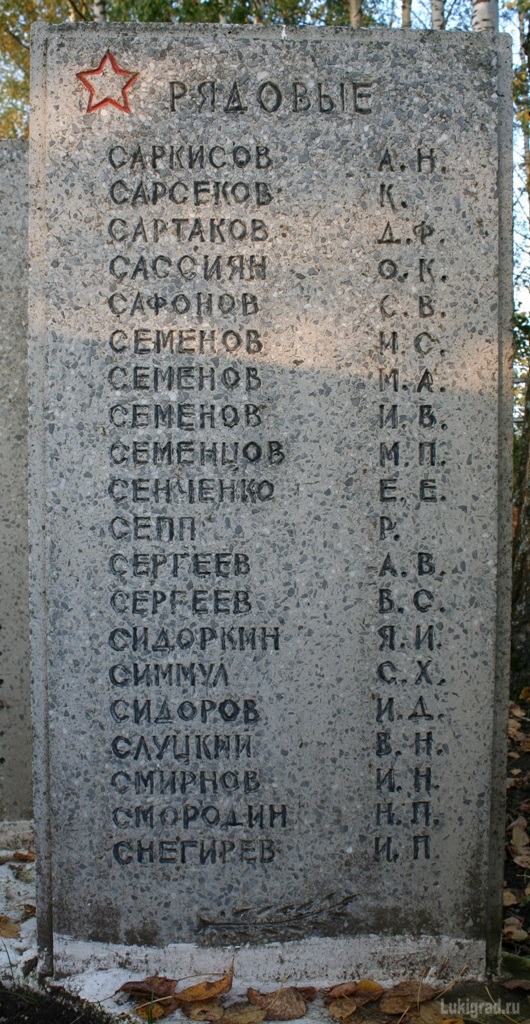 РЯДОВЫЕ
САРКИСОВ А. Н.
САРСЕКОВ К.
САРТАКОВ Д. Ф.
САССИЯН О. К.
САФОНОВ С. В.
СЕМЕНОВ И. С.
СЕМЕНОВ М. А.
СЕМЕНОВ И. В.
СЕМЕНЦОВ М. П.
СЕНЧЕНКО Е. Е.
СЕПП Р.
СЕРГЕЕВ А. В.
СЕРГЕЕВ В. С.
СИДОРКИН Я. И.
СИММУЛ С. Х.
СИДОРОВ И. Д.
СЛУЦКИЙ В. Н.
СМИРНОВ И. Н.
СМОРОДИН Н. П.
СНЕГИРЕВ И. П
Lukigrad.ru